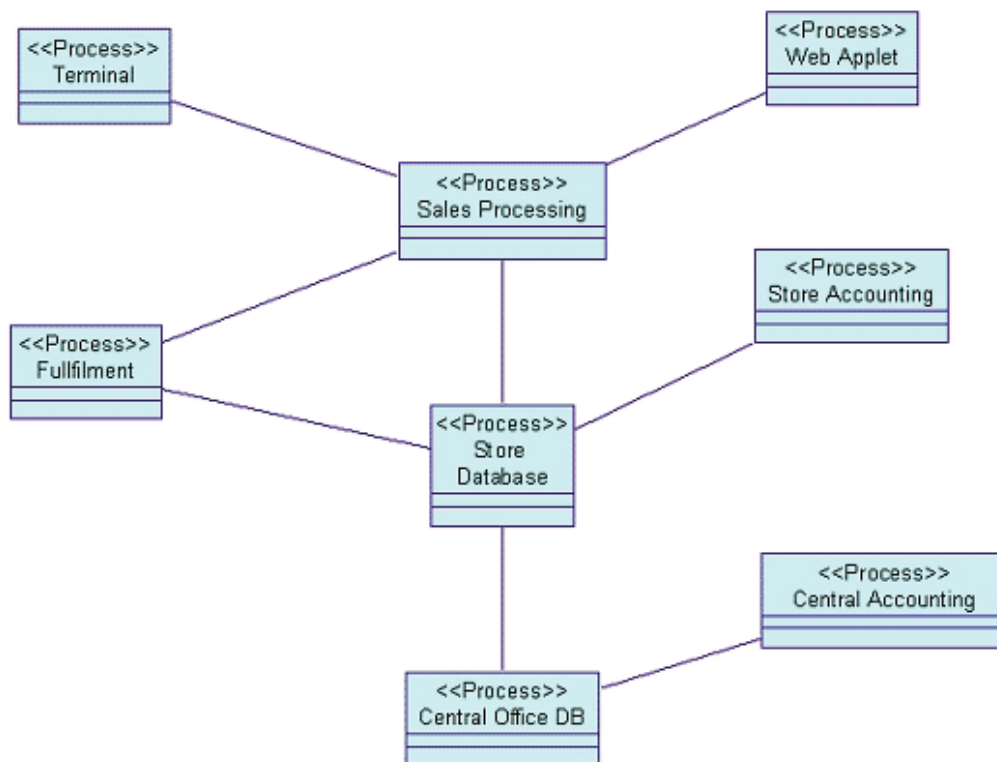 <<Process>>
Terminal
<<Process>>
Web Applet
<<Process>>
Sales Processing
<<Process>>
Store Accounting
<<Process>>
Fullfilment
<<Process>>
Store
Database
<<Process>>
Central Accounting
<<Process>>
Central Office DB